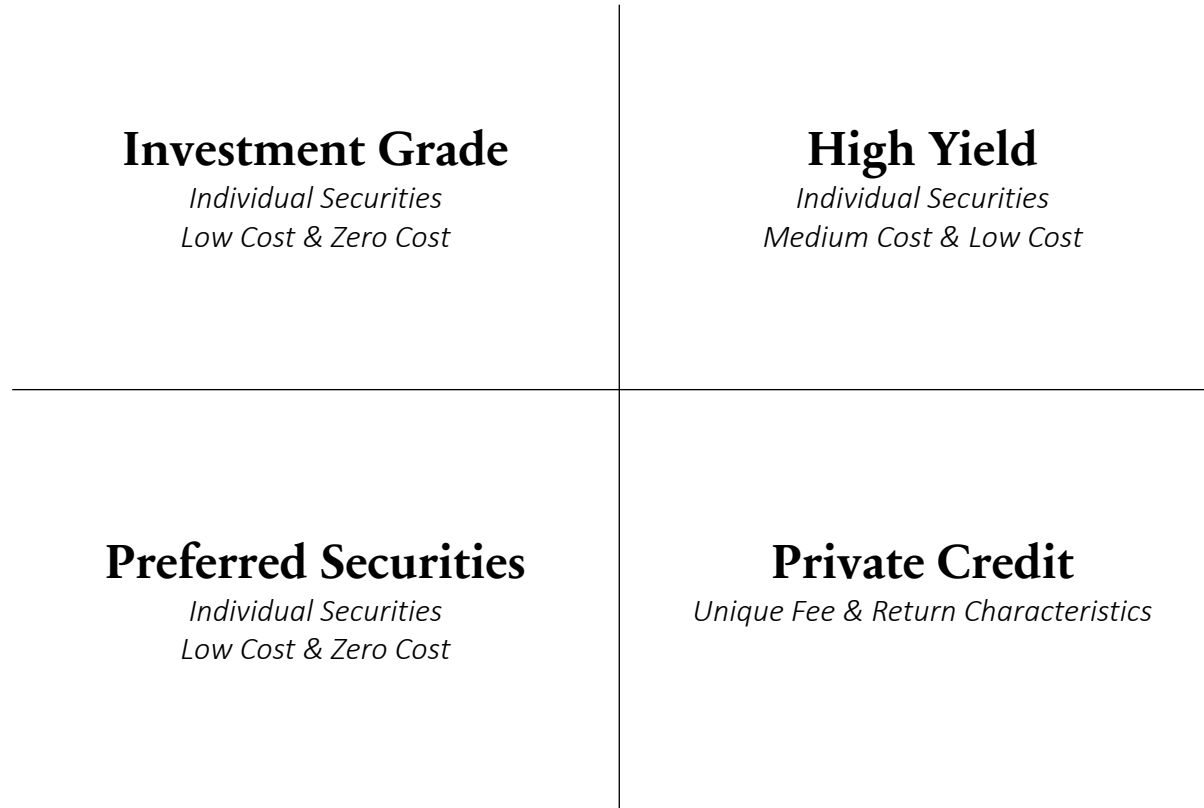 Investment Grade
Individual Securities
Low Cost & Zero Cost
High Yield
Individual Securities
Medium Cost & Low Cost
Preferred Securities
Individual Securities
Low Cost & Zero Cost
Private Credit
Unique Fee & Return Characteristics